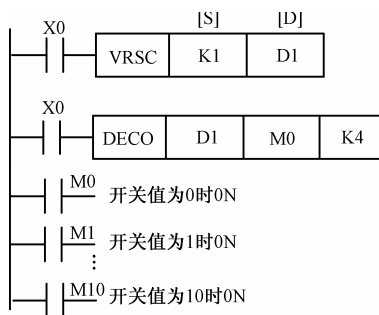 [S] [D]
X0
VRSC K1 D1
X0
DECO D1 M0 K4
M0 开关值为0时0N
M1 开关值为1时0N
⋮
M10 开关值为10时0N